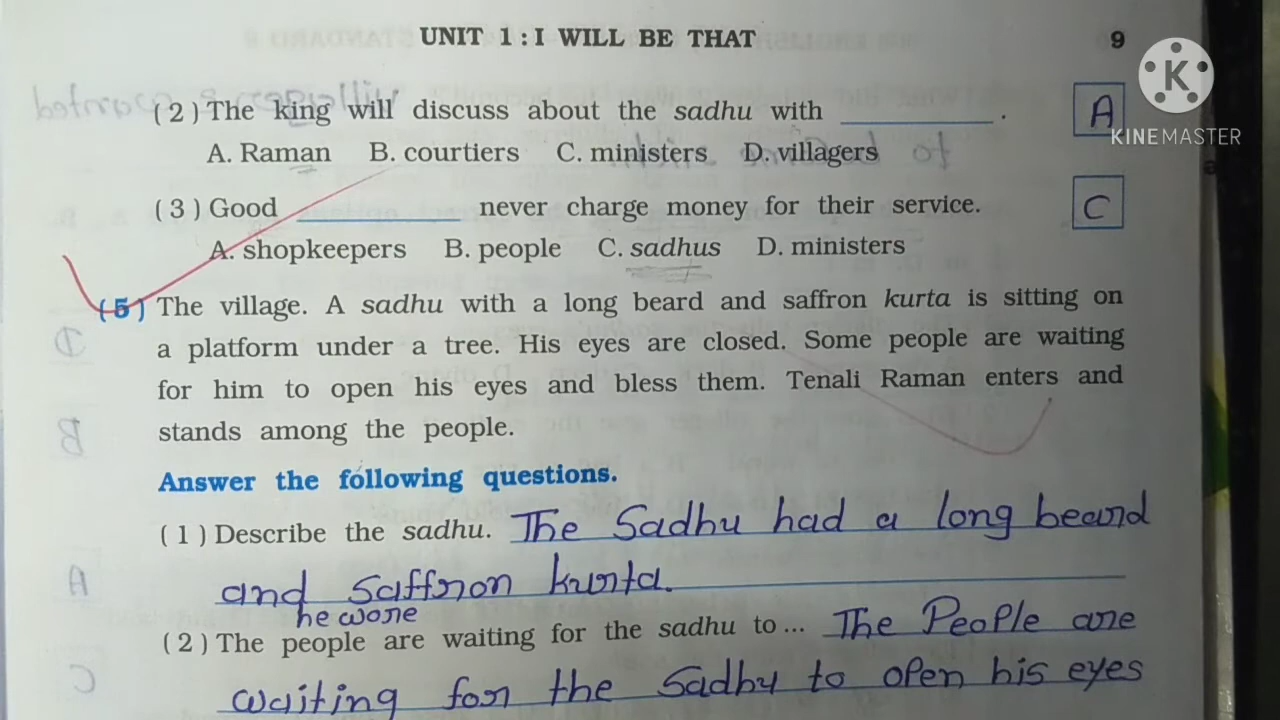 UNIT 1 : I WILL BE THAT 9
K
KINEMASTER
(2) The king will discuss about the sadhu with ____________ . A
A. Raman B. courtiers C. ministers D. villagers
(3) Good ____________ never charge money for their service. C
A. shopkeepers B. people C. sadhus D. ministers
(5) The village. A sadhu with a long beard and saffron kurta is sitting on
a platform under a tree. His eyes are closed. Some people are waiting
for him to open his eyes and bless them. Tenali Raman enters and
stands among the people.
Answer the following questions.
(1) Describe the sadhu. The Sadhu had a long beard
and saffron kurta.
he wore
(2) The people are waiting for the sadhu to... The People are
waiting for the Sadhu to open his eyes